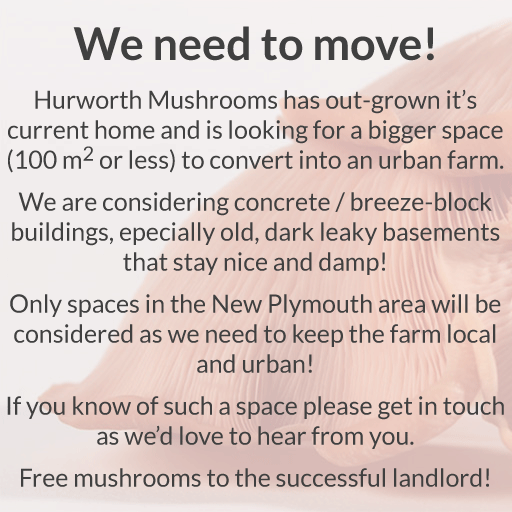 We need to move!
Hurworth Mushrooms has out-grown it's
current home and is looking for a bigger space
(100 m2 or less) to convert into an urban farm.
We are considering concrete / breeze-block
buildings, epecially old, dark leaky basements
that stay nice and damp!
Only spaces in the New Plymouth area will be
considered as we need to keep the farm local
and urban!
If you know of such a space please get in touch
as we'd love to hear from you.
Free mushrooms to the successful landlord!